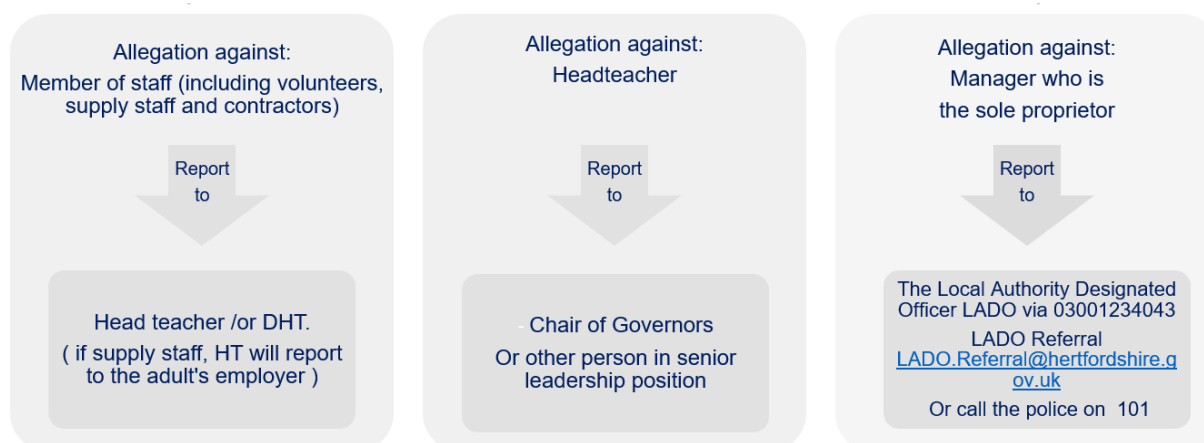 Allegation against:
Member of staff (including volunteers,
supply staff and contractors)
Report
to
Head teacher /or DHT.
( if supply staff, HT will report
to the adult's employer )
Allegation against:
Headteacher
Report
to
- Chair of Governors
Or other person in senior
leadership position
Allegation against:
Manager who is
the sole proprietor
Report
to
The Local Authority Designated
Officer LADO via 03001234043
LADO Referral
LADO.Referral@hertfordshire.g
ov.uk
Or call the police on  101